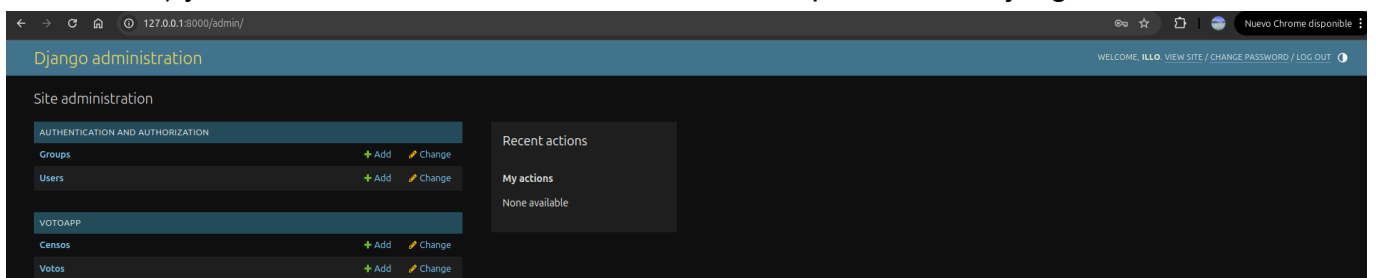 127.0.0.1:8000/admin/
Nuevo Chrome disponible
Django administration
WELCOME, ILLO. VIEW SITE / CHANGE PASSWORD / LOG OUT
Site administration
AUTHENTICATION AND AUTHORIZATION
Groups + Add Change
Users + Add Change
VOTOAPP
Censos + Add Change
Votos + Add Change
Recent actions
My actions
None available